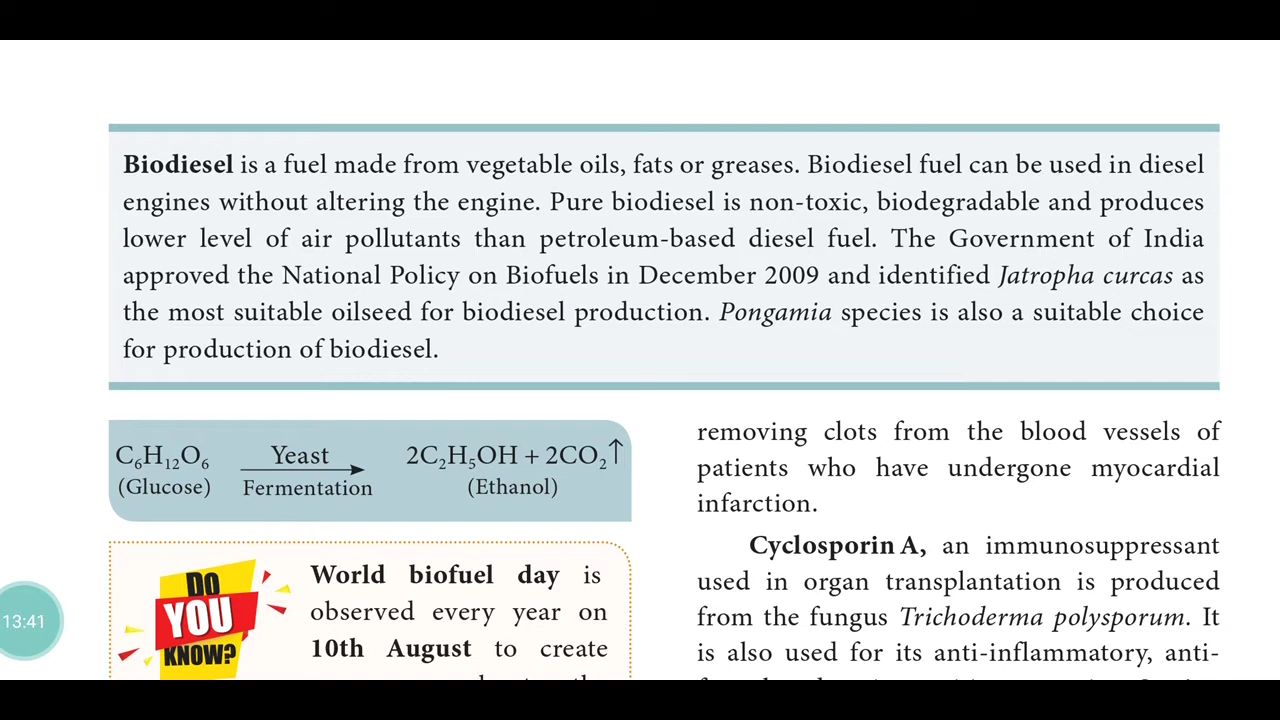 Biodiesel is a fuel made from vegetable oils, fats or greases. Biodiesel fuel can be used in diesel
engines without altering the engine. Pure biodiesel is non-toxic, biodegradable and produces
lower level of air pollutants than petroleum-based diesel fuel. The Government of India
approved the National Policy on Biofuels in December 2009 and identified Jatropha curcas as
the most suitable oilseed for biodiesel production. Pongamia species is also a suitable choice
for production of biodiesel.
C₆H₁₂O₆ Yeast 2C₂H₅OH + 2CO₂↑
(Glucose) Fermentation (Ethanol)
DO
YOU
KNOW?
World biofuel day is
observed every year on
10th August to create
removing clots from the blood vessels of
patients who have undergone myocardial
infarction.
Cyclosporin A, an immunosuppressant
used in organ transplantation is produced
from the fungus Trichoderma polysporum. It
is also used for its anti-inflammatory, anti-
13:41